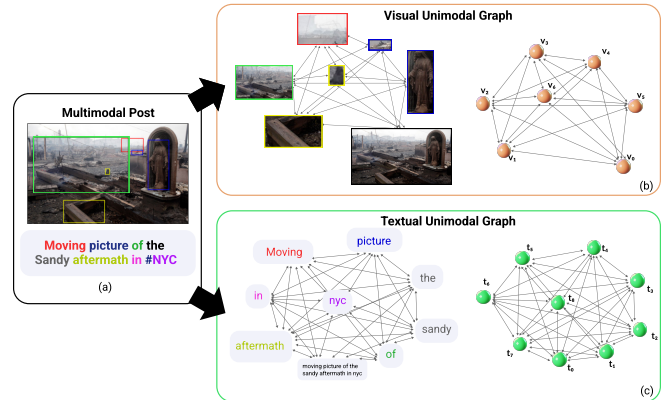 Multimodal Post
Moving picture of the
Sandy aftermath in #NYC
(a)
Visual Unimodal Graph
V3
V4
V2
V6
V5
V1
V0
(b)
Textual Unimodal Graph
Moving
picture
the
in
nyc
sandy
aftermath
of
moving picture of the
sandy aftermath in nyc
t5
t4
t3
t6
t8
t2
t7
t1
t0
(c)